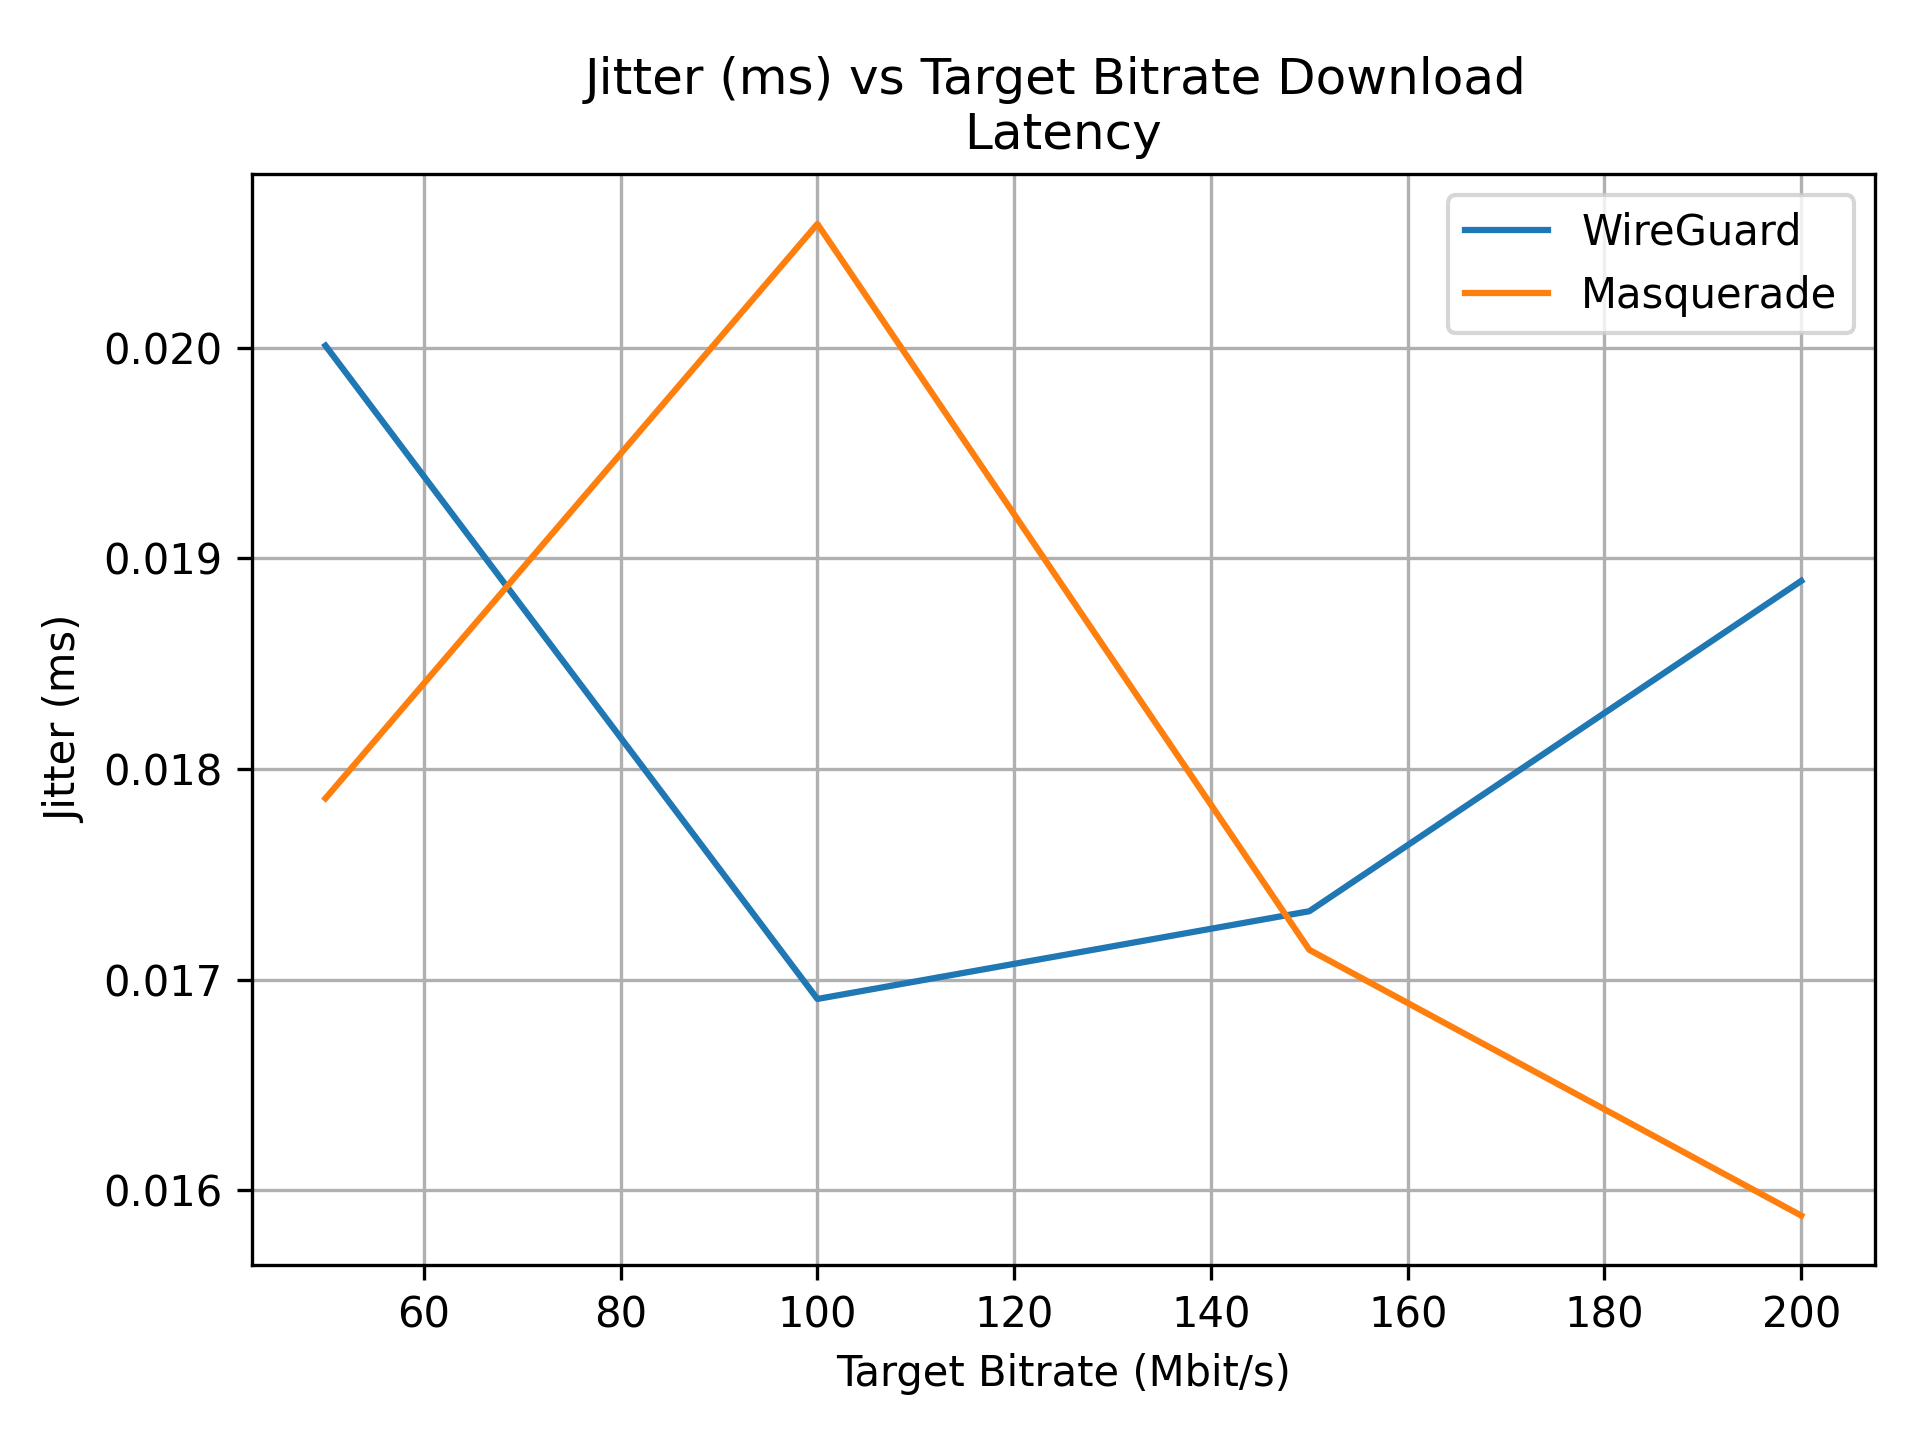 Jitter (ms) vs Target Bitrate Download
Latency
WireGuard
Masquerade
0.020
0.019
0.018
0.017
0.016
Jitter (ms)
60 80 100 120 140 160 180 200
Target Bitrate (Mbit/s)